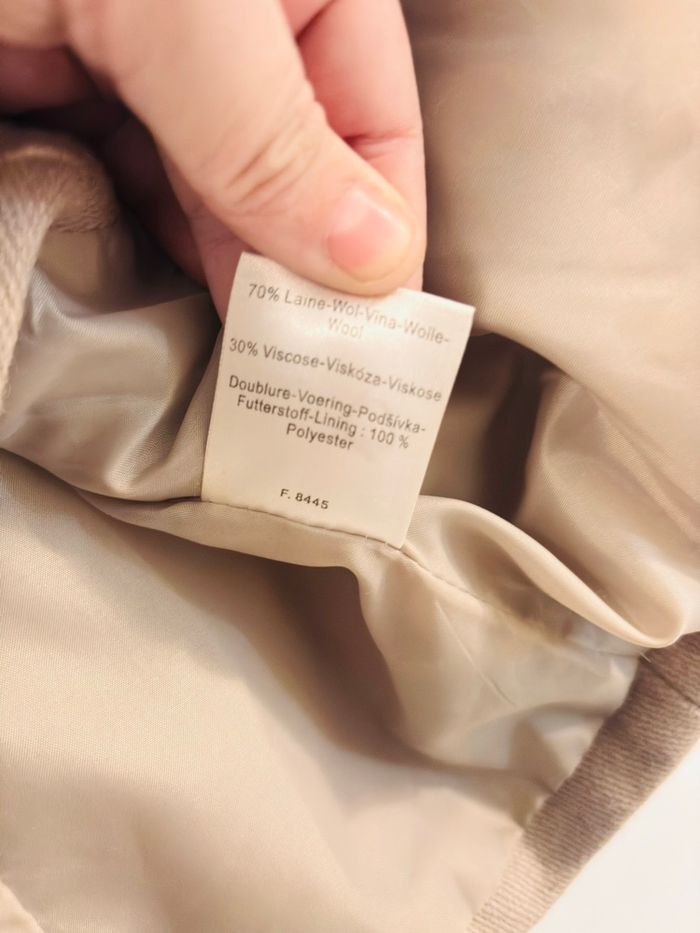 70% Laine-Wol-Vlna-Wolle-
Wool
30% Viscose-Viskóza-Viskose
Doublure-Voering-Podšívka-
Futterstoff-Lining : 100 %
Polyester
F. 8445